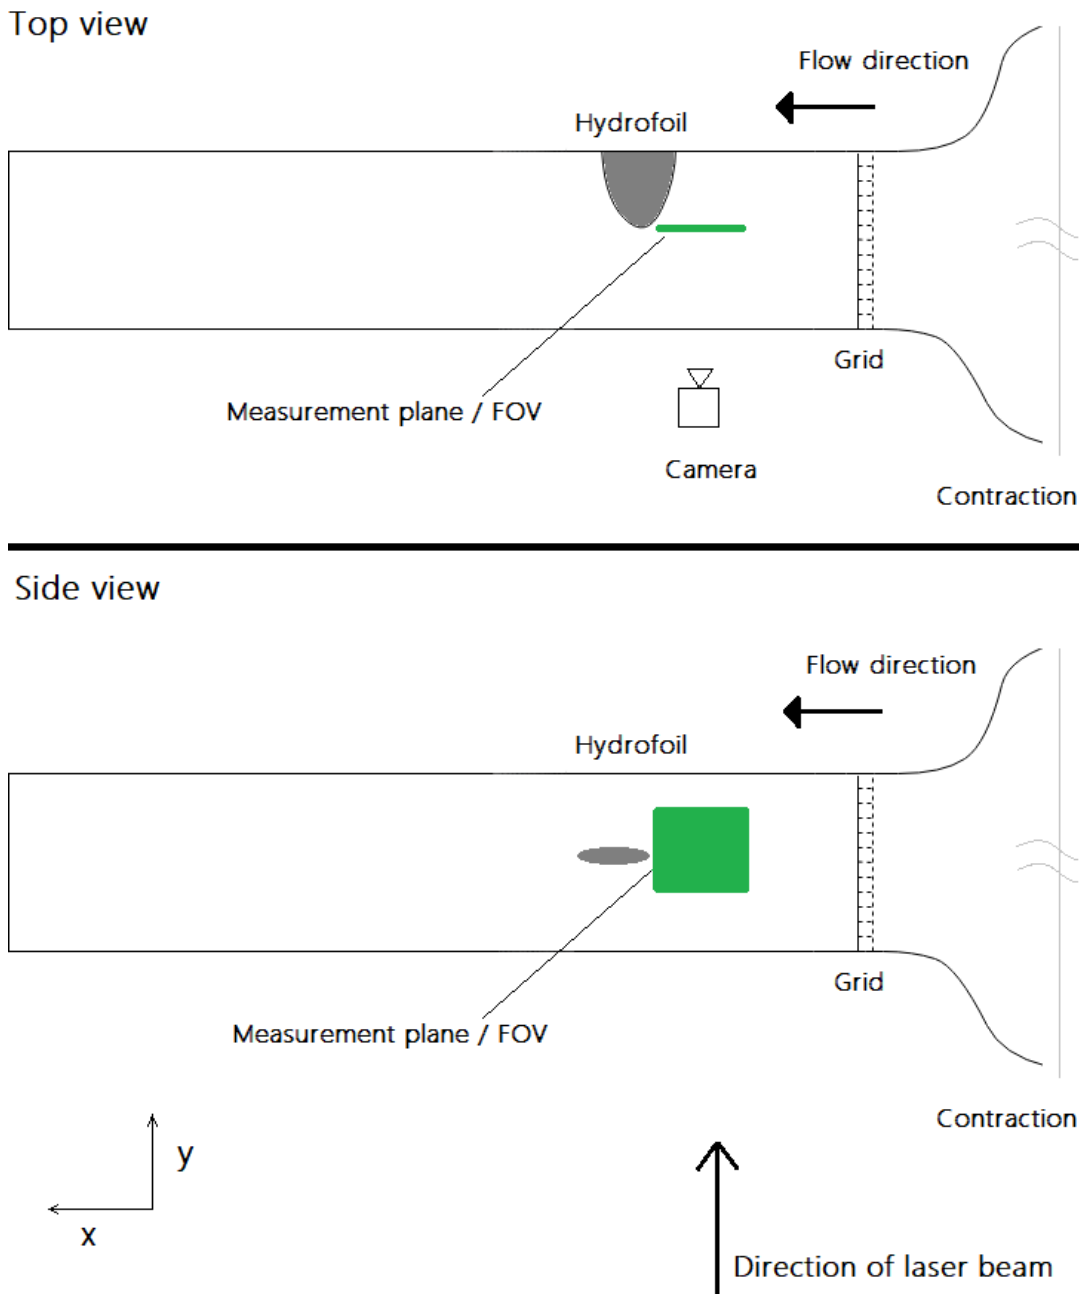 Top view
Flow direction
Hydrofoil
Grid
Measurement plane / FOV
Camera
Contraction
Side view
Flow direction
Hydrofoil
Grid
Measurement plane / FOV
Contraction
y
x
Direction of laser beam